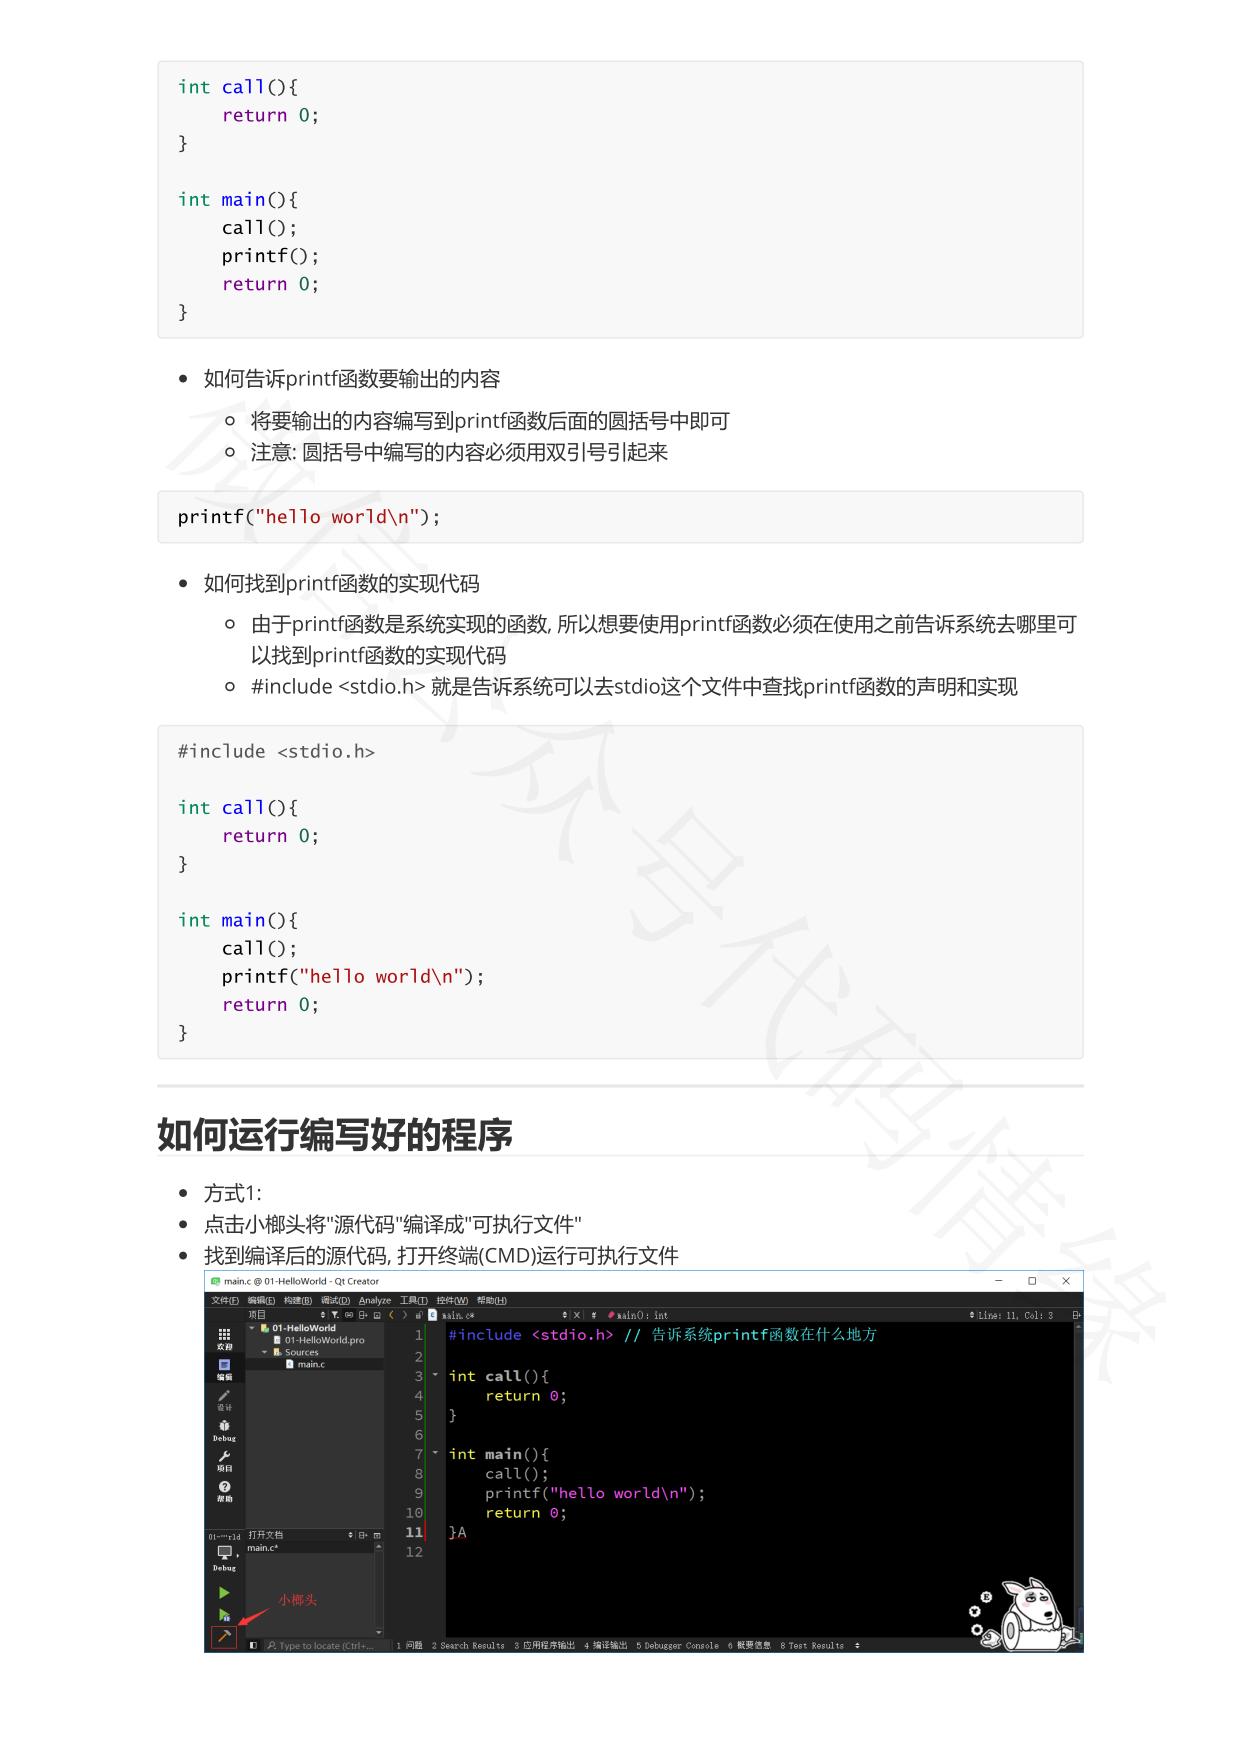 int call(){
    return 0;
}

int main(){
    call();
    printf();
    return 0;
}
如何告诉printf函数要输出的内容
将要输出的内容编写到printf函数后面的圆括号中即可
注意: 圆括号中编写的内容必须用双引号引起来
printf("hello world\n");
如何找到printf函数的实现代码
由于printf函数是系统实现的函数, 所以想要使用printf函数必须在使用之前告诉系统去哪里可
以找到printf函数的实现代码
#include <stdio.h> 就是告诉系统可以去stdio这个文件中查找printf函数的声明和实现
#include <stdio.h>

int call(){
    return 0;
}

int main(){
    call();
    printf("hello world\n");
    return 0;
}
如何运行编写好的程序
方式1:
点击小榔头将"源代码"编译成"可执行文件"
找到编译后的源代码, 打开终端(CMD)运行可执行文件
main.c @ 01-HelloWorld - Qt Creator
文件(F) 编辑(E) 构建(B) 调试(D) Analyze 工具(T) 控件(W) 帮助(H)
项目
main.c*
# main(): int
Line: 11, Col: 3
欢迎
编辑
设计
Debug
项目
帮助
01-HelloWorld
01-HelloWorld.pro
Sources
main.c
1 #include <stdio.h> // 告诉系统printf函数在什么地方
2
3 int call(){
4     return 0;
5 }
6
7 int main(){
8     call();
9     printf("hello world\n");
10     return 0;
11 }A
12
01-···rld
打开文档
main.c*
Debug
小榔头
Type to locate (Ctrl+...
1 问题 2 Search Results 3 应用程序输出 4 编译输出 5 Debugger Console 6 概要信息 8 Test Results
微信公众号代码情缘